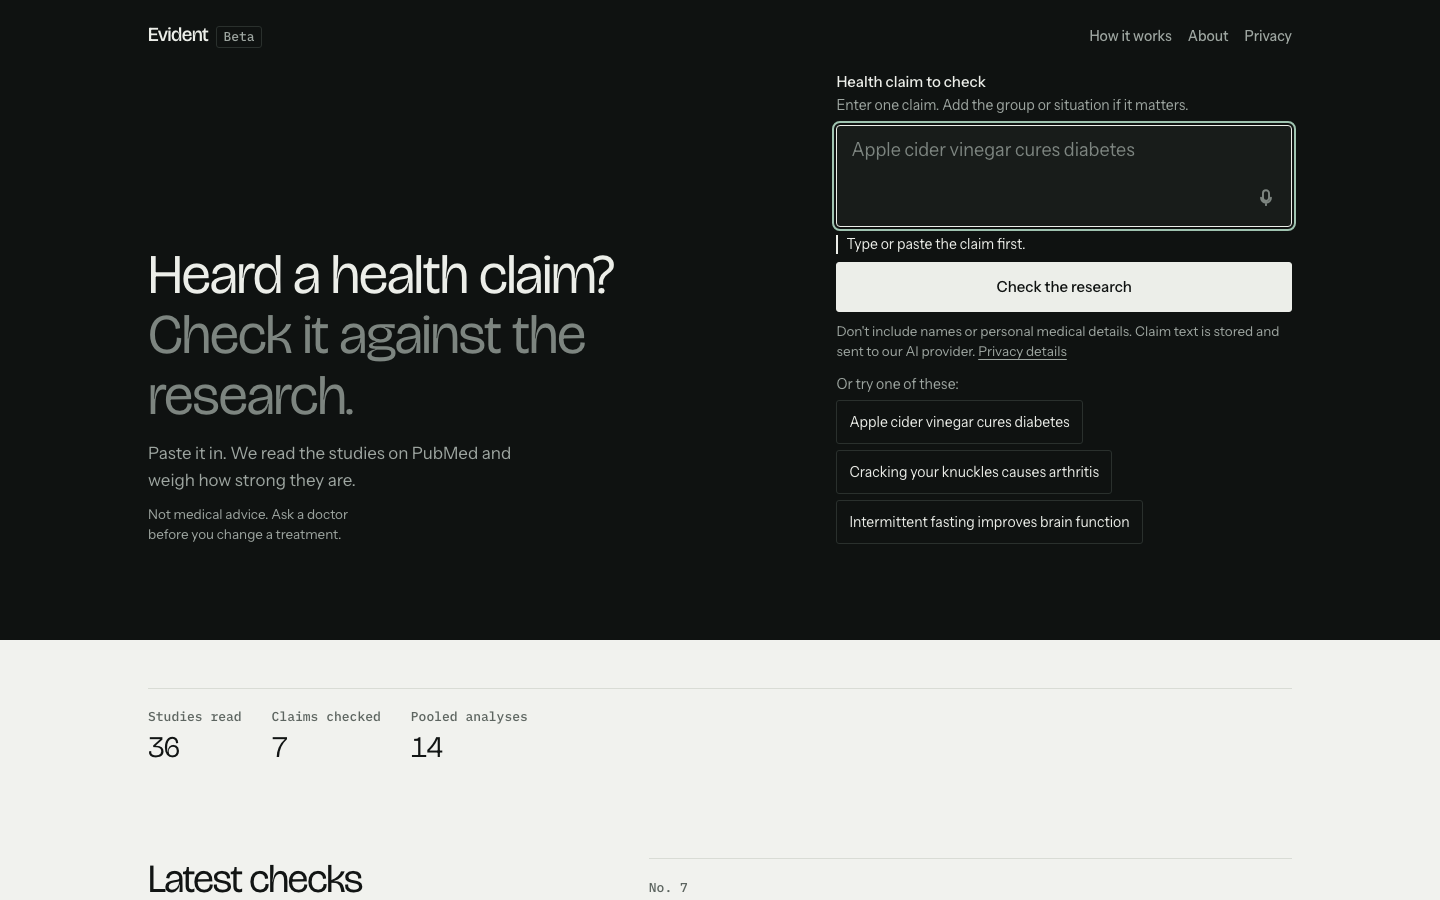 Evident Beta
How it works About Privacy
Heard a health claim?
Check it against the
research.
Paste it in. We read the studies on PubMed and
weigh how strong they are.
Not medical advice. Ask a doctor
before you change a treatment.
Health claim to check
Enter one claim. Add the group or situation if it matters.
Apple cider vinegar cures diabetes
Type or paste the claim first.
Check the research
Don't include names or personal medical details. Claim text is stored and
sent to our AI provider. Privacy details
Or try one of these:
Apple cider vinegar cures diabetes
Cracking your knuckles causes arthritis
Intermittent fasting improves brain function
Studies read Claims checked Pooled analyses
36 7 14
Latest checks
No. 7